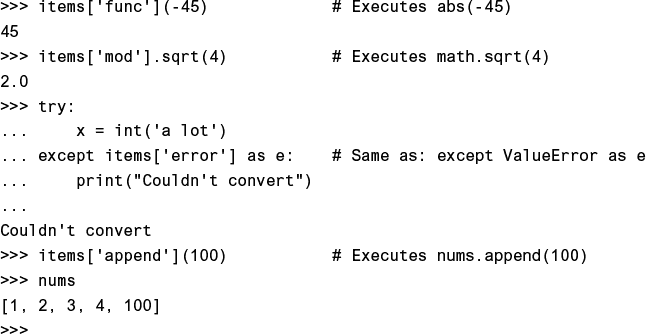 >>> items['func'](-45)             # Executes abs(-45)
45
>>> items['mod'].sqrt(4)           # Executes math.sqrt(4)
2.0
>>> try:
...     x = int('a lot')
... except items['error'] as e:    # Same as: except ValueError as e
...     print("Couldn't convert")
...
Couldn't convert
>>> items['append'](100)           # Executes nums.append(100)
>>> nums
[1, 2, 3, 4, 100]
>>>